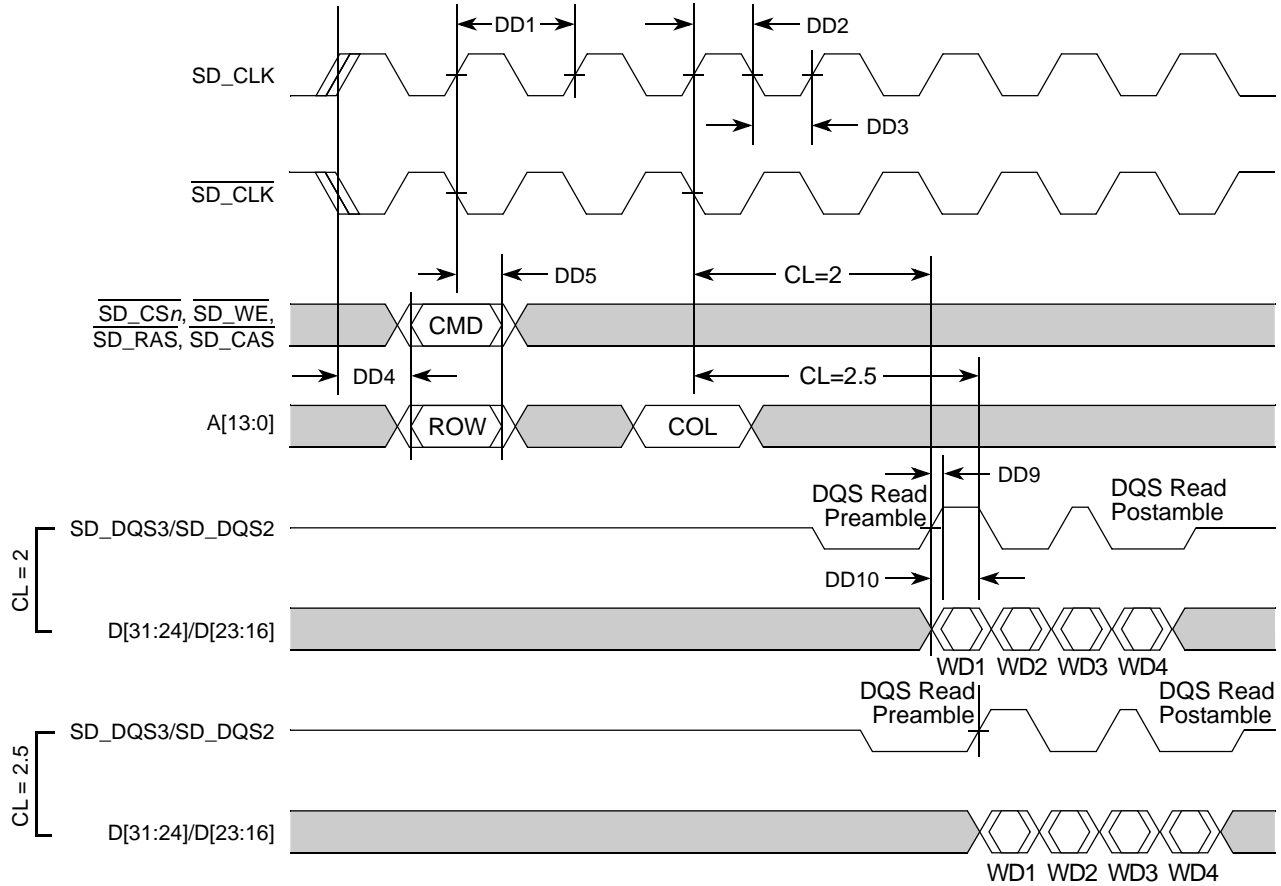 DD1
DD2
SD_CLK
DD3
SD_CLK
DD5
CL=2
SD_CSn, SD_WE,
SD_RAS, SD_CAS
CMD
DD4
CL=2.5
A[13:0]
ROW
COL
DD9
DQS Read
Preamble
DQS Read
Postamble
CL = 2
SD_DQS3/SD_DQS2
DD10
D[31:24]/D[23:16]
WD1 WD2 WD3 WD4
DQS Read
Preamble
DQS Read
Postamble
CL = 2.5
SD_DQS3/SD_DQS2
D[31:24]/D[23:16]
WD1 WD2 WD3 WD4